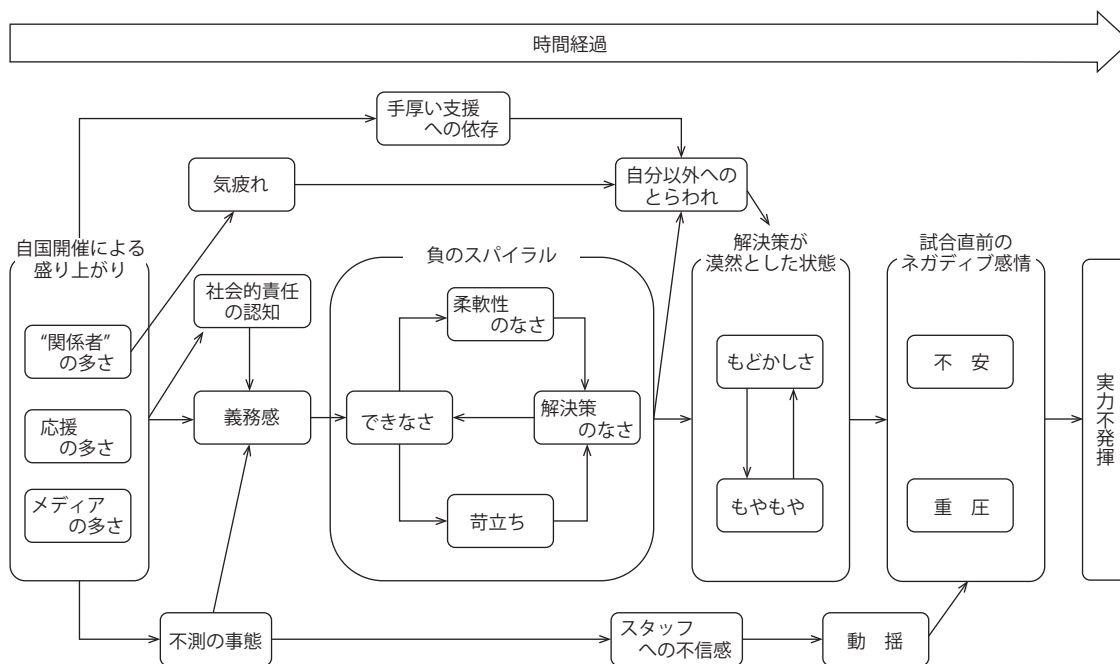 時間経過
手厚い支援
への依存
気疲れ
自分以外への
とらわれ
自国開催による
盛り上がり
“関係者”
の多さ
応援
の多さ
メディア
の多さ
社会的責任
の認知
義務感
負のスパイラル
柔軟性
のなさ
できなさ
解決策
のなさ
苛立ち
解決策が
漠然とした状態
もどかしさ
もやもや
試合直前の
ネガディブ感情
不　安
重　圧
実力不発揮
不測の事態
スタッフ
への不信感
動　揺